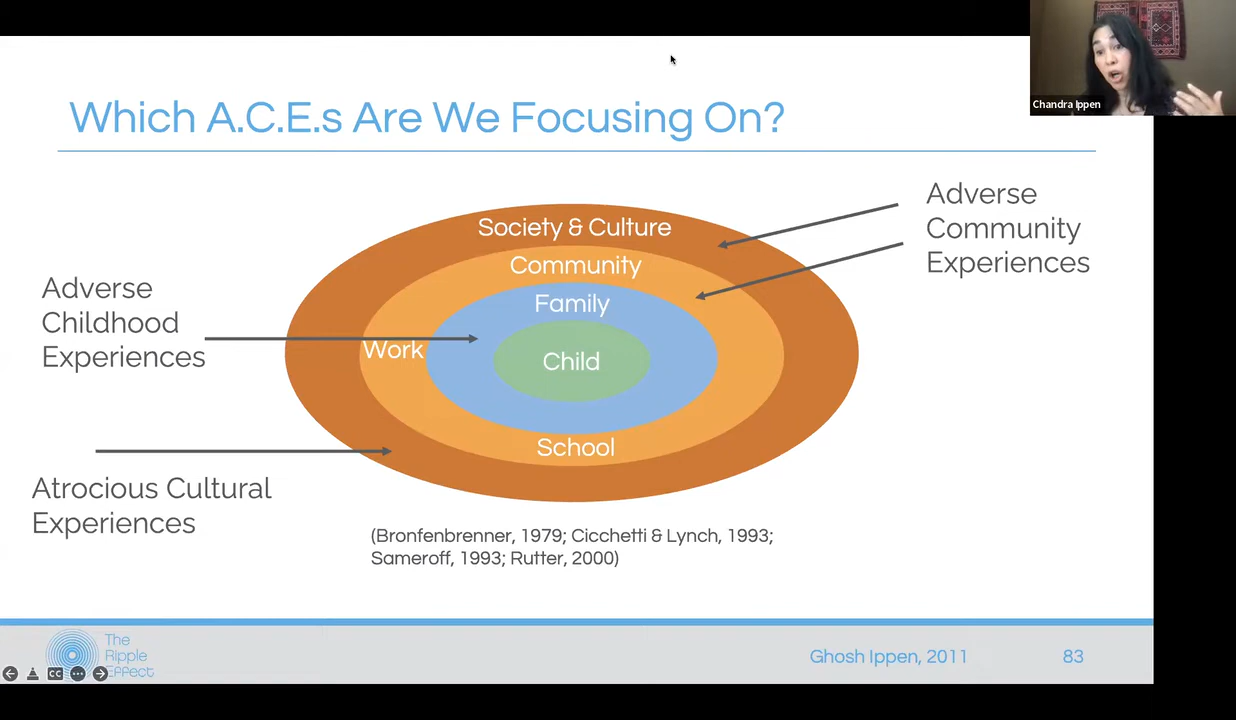 Chandra Ippen
Which A.C.E.s Are We Focusing On?
Adverse
Community
Experiences
Society & Culture
Community
Family
Adverse
Childhood
Experiences
Work
Child
School
Atrocious Cultural
Experiences
(Bronfenbrenner, 1979; Cicchetti & Lynch, 1993;
Sameroff, 1993; Rutter, 2000)
The
Ripple
Effect
CC
Ghosh Ippen, 2011
83